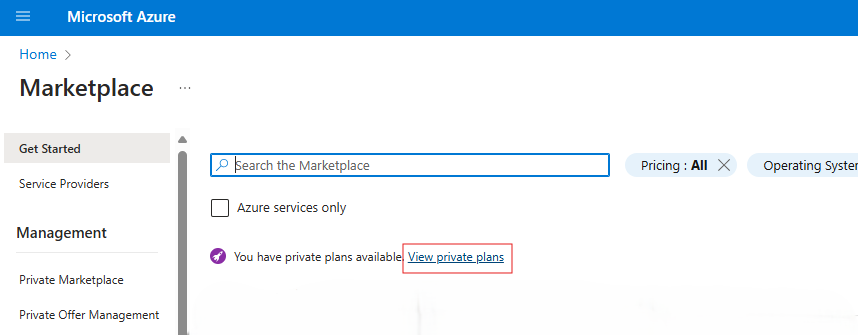 Microsoft Azure
Home
Marketplace
...
Get Started
Service Providers
Management
Private Marketplace
Private Offer Management
Search the Marketplace
Pricing : All
Operating Syste
Azure services only
You have private plans available. View private plans